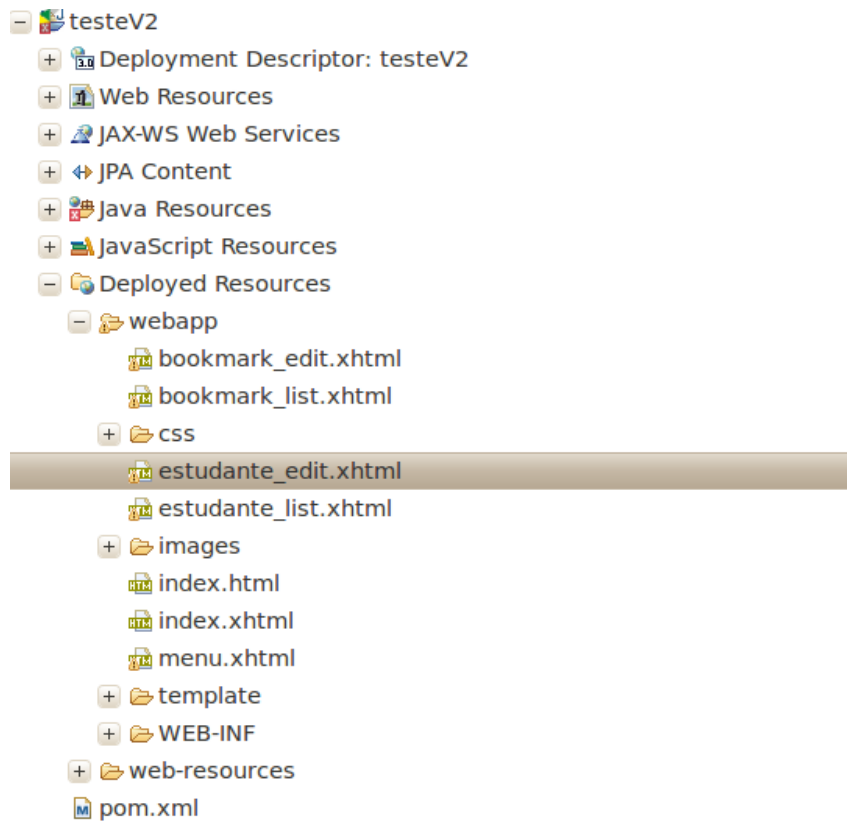 testeV2
Deployment Descriptor: testeV2
Web Resources
JAX-WS Web Services
JPA Content
Java Resources
JavaScript Resources
Deployed Resources
webapp
bookmark_edit.xhtml
bookmark_list.xhtml
css
estudante_edit.xhtml
estudante_list.xhtml
images
index.html
index.xhtml
menu.xhtml
template
WEB-INF
web-resources
pom.xml